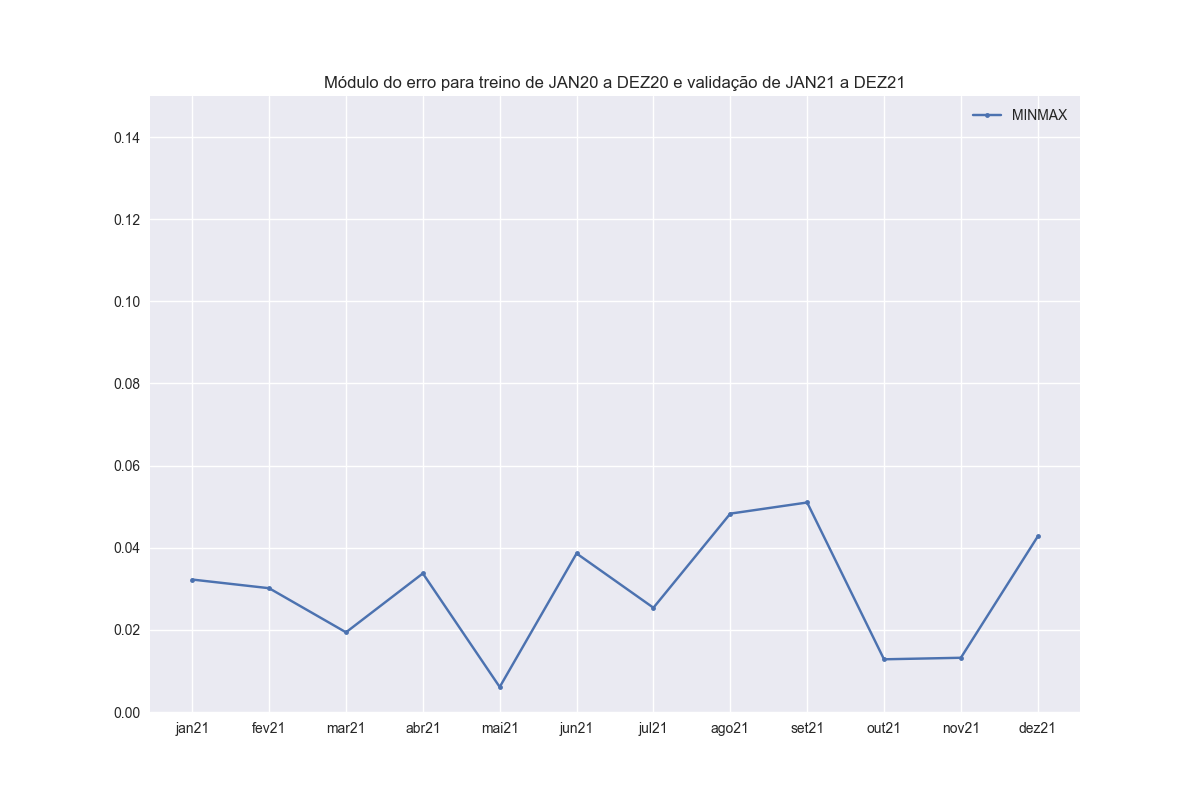 Módulo do erro para treino de JAN20 a DEZ20 e validação de JAN21 a DEZ21
MINMAX
0.14
0.12
0.10
0.08
0.06
0.04
0.02
0.00
jan21 fev21 mar21 abr21 mai21 jun21 jul21 ago21 set21 out21 nov21 dez21